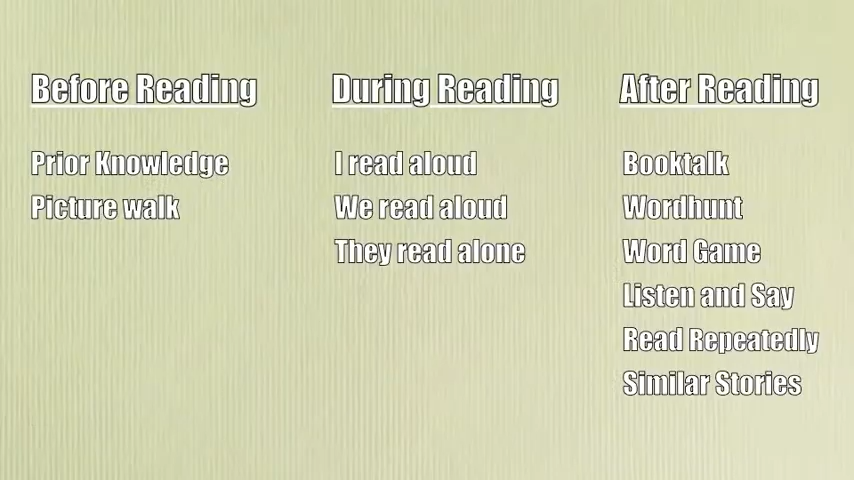 Before Reading
Prior Knowledge
Picture walk
During Reading
I read aloud
We read aloud
They read alone
After Reading
Booktalk
Wordhunt
Word Game
Listen and Say
Read Repeatedly
Similar Stories